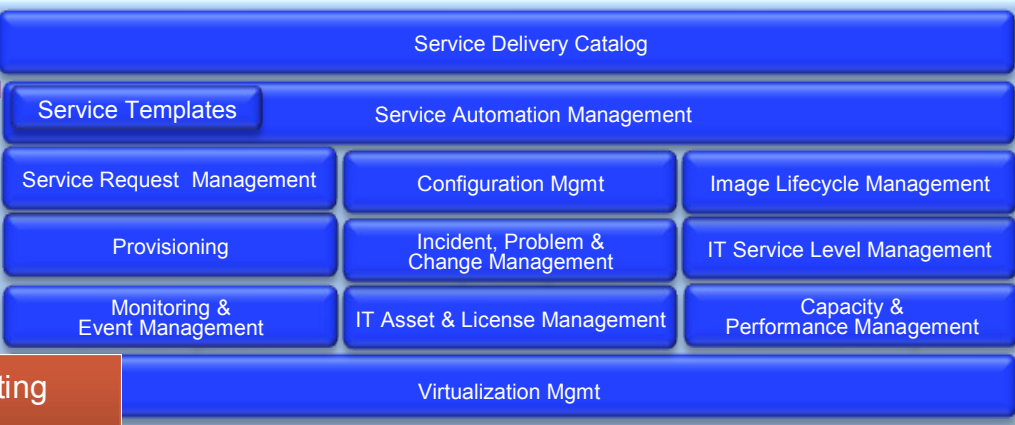 Service Delivery Catalog
Service Templates
Service Automation Management
Service Request Management
Configuration Mgmt
Image Lifecycle Management
Provisioning
Incident, Problem &
Change Management
IT Service Level Management
Monitoring &
Event Management
IT Asset & License Management
Capacity &
Performance Management
ting
Virtualization Mgmt